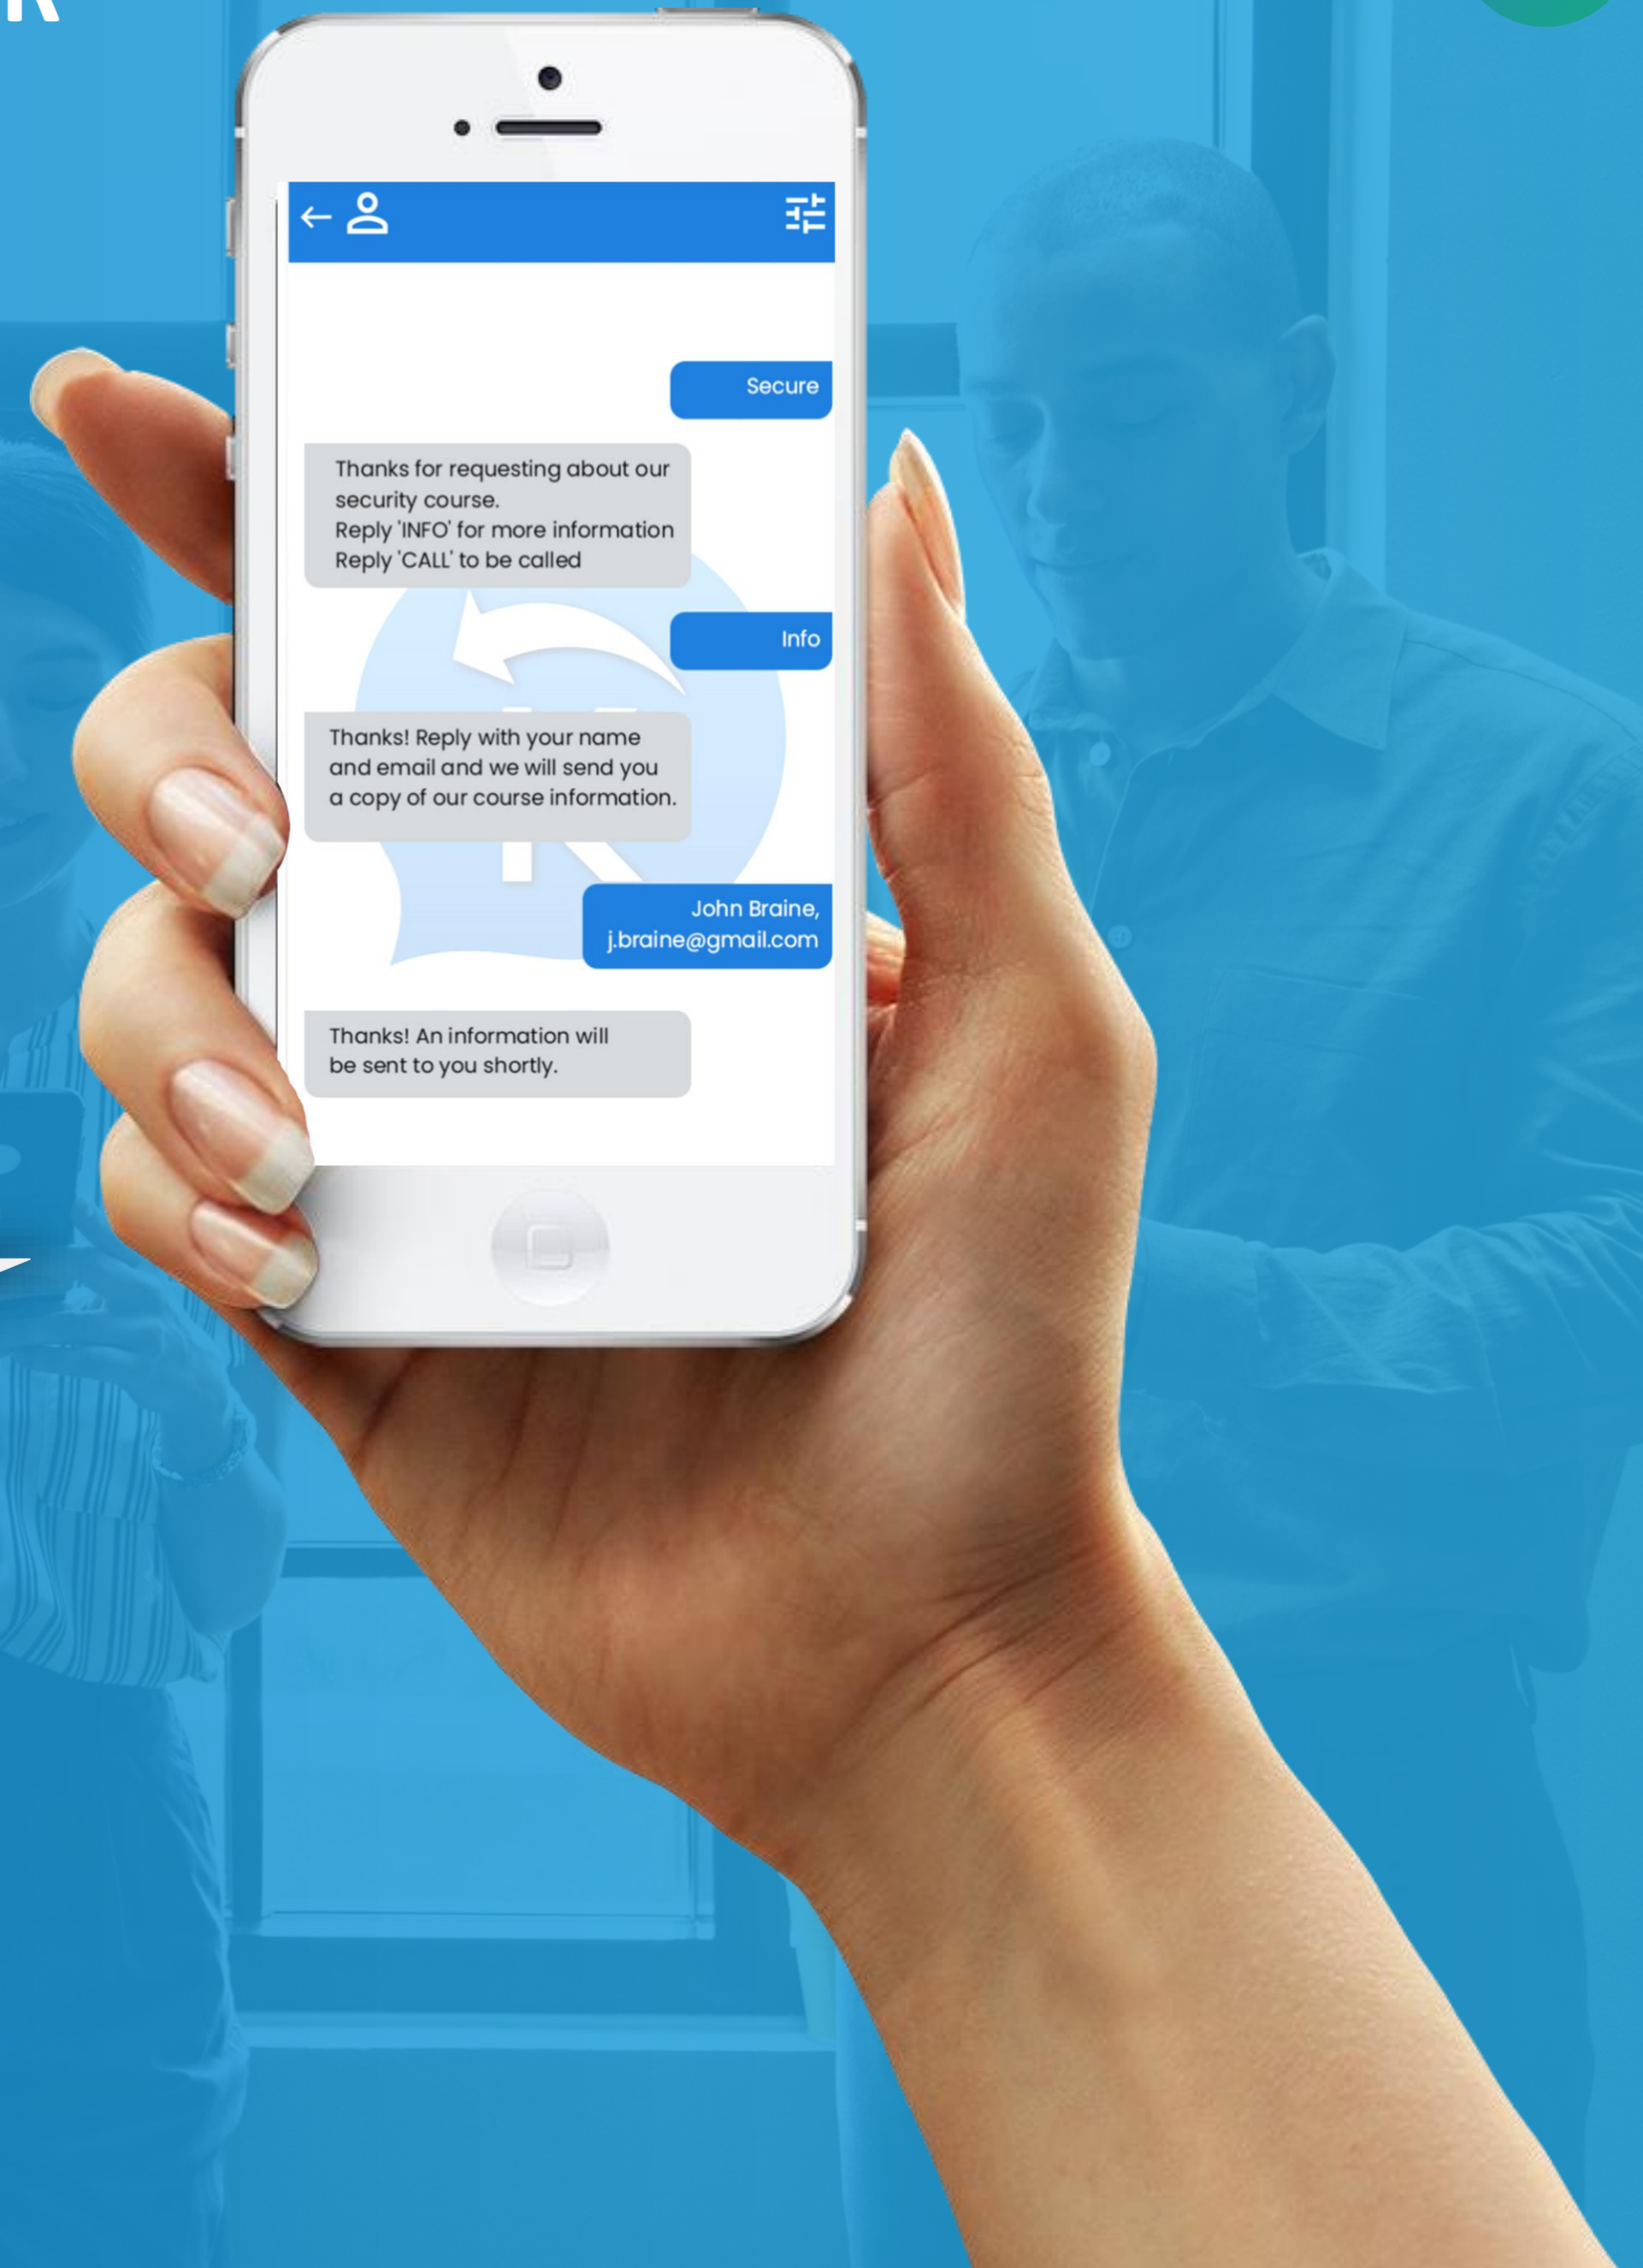 R
Secure
Thanks for requesting about our
security course.
Reply 'INFO' for more information
Reply 'CALL' to be called
Info
Thanks! Reply with your name
and email and we will send you
a copy of our course information.
K
John Braine,
j.braine@gmail.com
Thanks! An information will
be sent to you shortly.